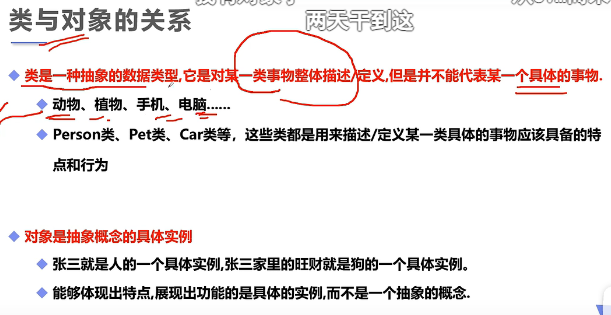 类与对象的关系
两天干到这
类是一种抽象的数据类型,它是对某一类事物整体描述/定义,但是并不能代表某一个具体的事物.
动物、植物、手机、电脑……
Person类、Pet类、Car类等，这些类都是用来描述/定义某一类具体的事物应该具备的特
点和行为
对象是抽象概念的具体实例
张三就是人的一个具体实例,张三家里的旺财就是狗的一个具体实例。
能够体现出特点,展现出功能的是具体的实例,而不是一个抽象的概念.